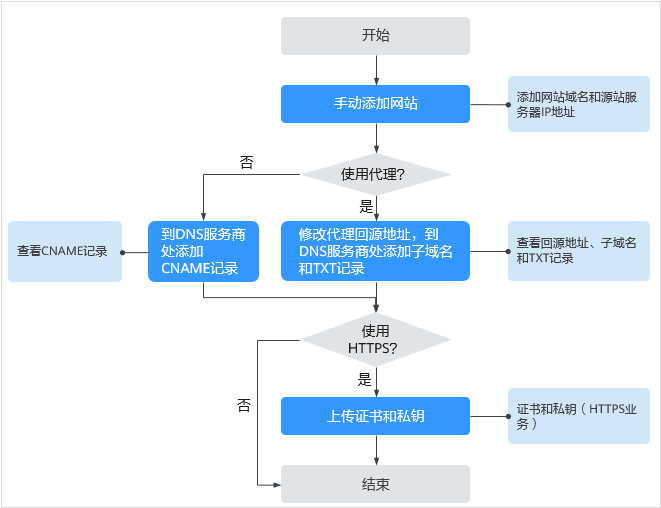 开始
手动添加网站
添加网站域名和源站服
务器IP地址
使用代理?
否
是
查看CNAME记录
到DNS服务商
处添加
CNAME记录
修改代理回源地址，到
DNS服务商处添加子域名
和TXT记录
查看回源地址、子域名
和TXT记录
使用
HTTPS?
是
否
上传证书和私钥
证书和私钥（HTTPS业
务）
结束